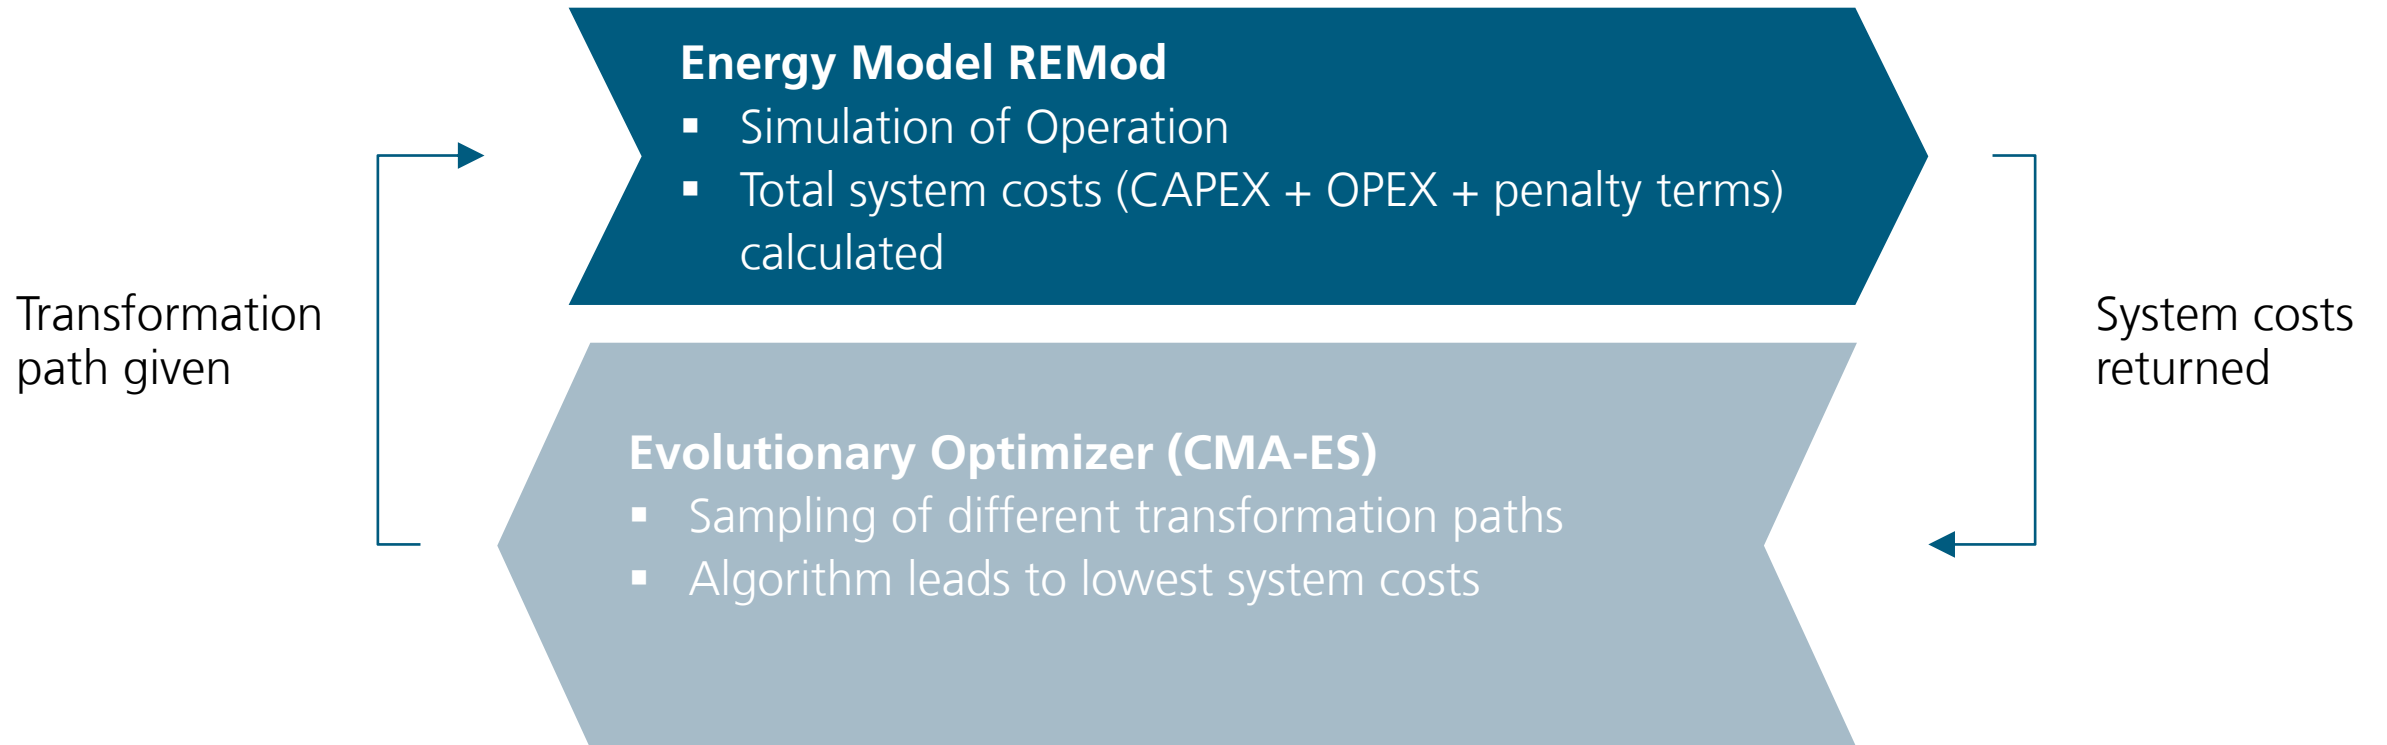 Energy Model REMod
▪ Simulation of Operation
▪ Total system costs (CAPEX + OPEX + penalty terms)
calculated
Transformation
path given
System costs
returned
Evolutionary Optimizer (CMA-ES)
▪ Sampling of different transformation paths
▪ Algorithm leads to lowest system costs